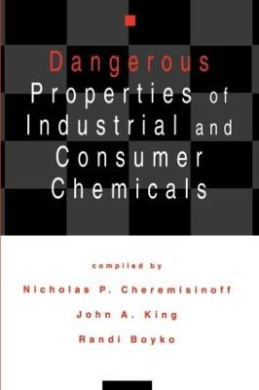 Dangerous
Properties of
Industrial and
Consumer
Chemicals
compiled by
Nicholas P. Cheremisinoff
John A. King
Randi Boyko